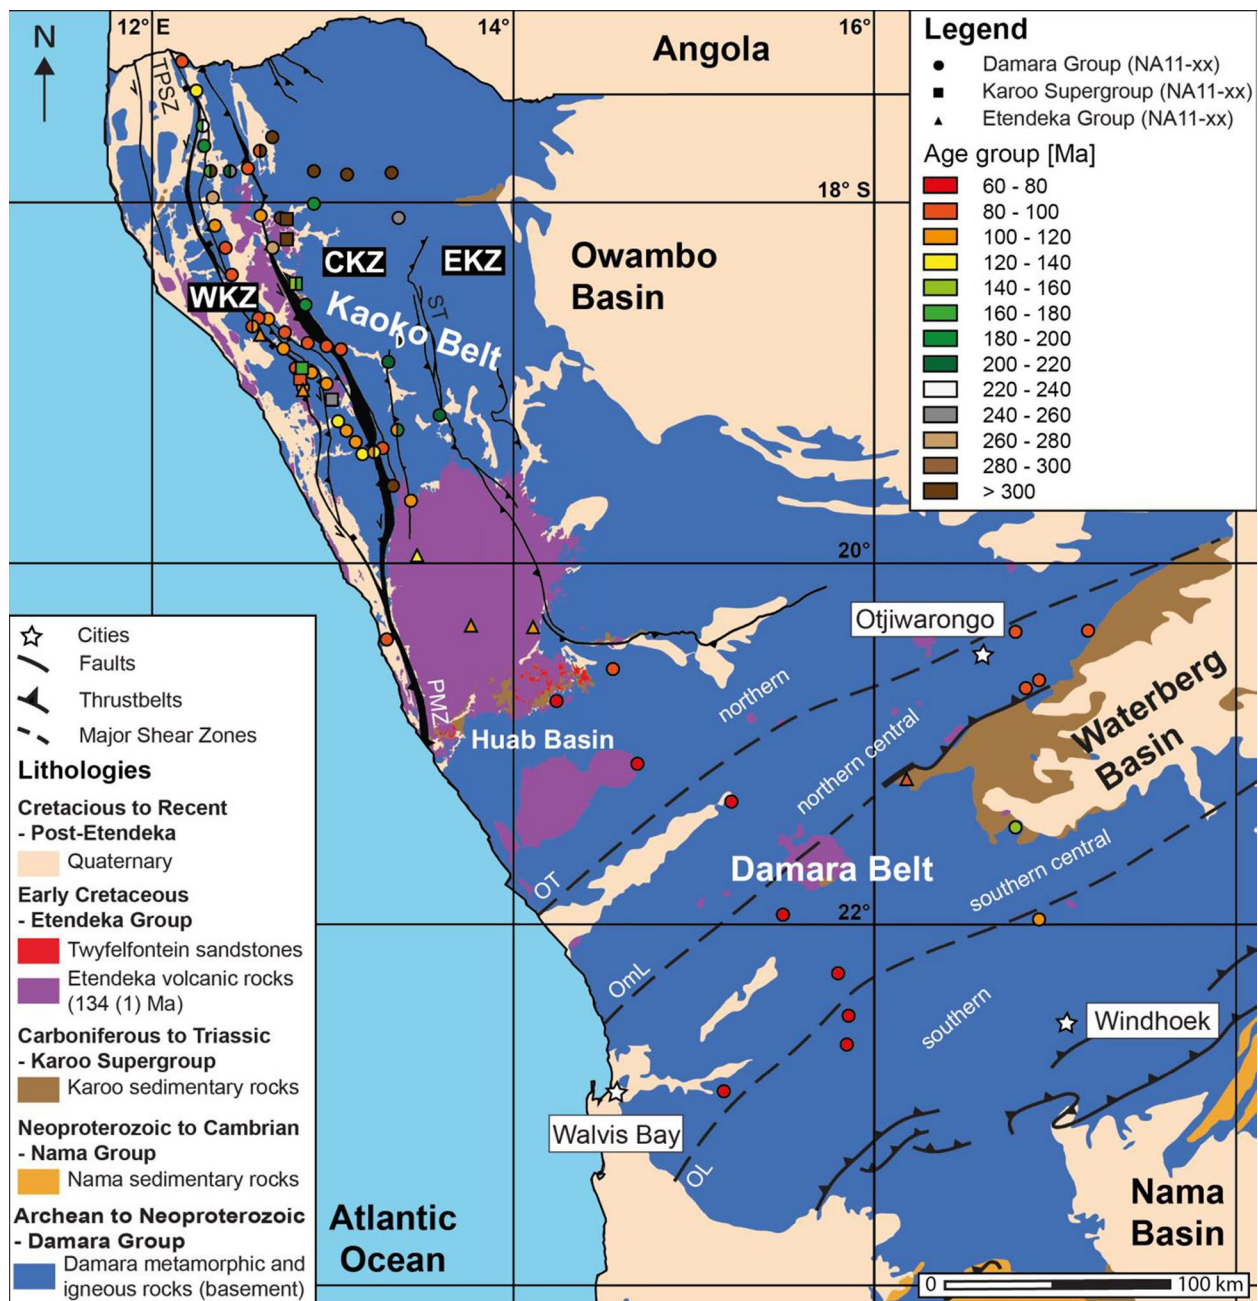 12° E
14°
16°
N
Angola
TPSZ
18° S
WKZ
CKZ
EKZ
ST
Kaoko Belt
Owambo
Basin
20°
Otjiwarongo
PMZ
northern
Huab Basin
northern central
Waterberg
Basin
OT
Damara Belt
southern central
22°
OmL
southern
Windhoek
Walvis Bay
OL
Atlantic
Ocean
Nama
Basin
0
100 km
Legend
Damara Group (NA11-xx)
Karoo Supergroup (NA11-xx)
Etendeka Group (NA11-xx)
Age group [Ma]
60 - 80
80 - 100
100 - 120
120 - 140
140 - 160
160 - 180
180 - 200
200 - 220
220 - 240
240 - 260
260 - 280
280 - 300
> 300
Cities
Faults
Thrustbelts
Major Shear Zones
Lithologies
Cretacious to Recent
- Post-Etendeka
Quaternary
Early Cretaceous
- Etendeka Group
Twyfelfontein sandstones
Etendeka volcanic rocks
(134 (1) Ma)
Carboniferous to Triassic
- Karoo Supergroup
Karoo sedimentary rocks
Neoproterozoic to Cambrian
- Nama Group
Nama sedimentary rocks
Archean to Neoproterozoic
- Damara Group
Damara metamorphic and
igneous rocks (basement)